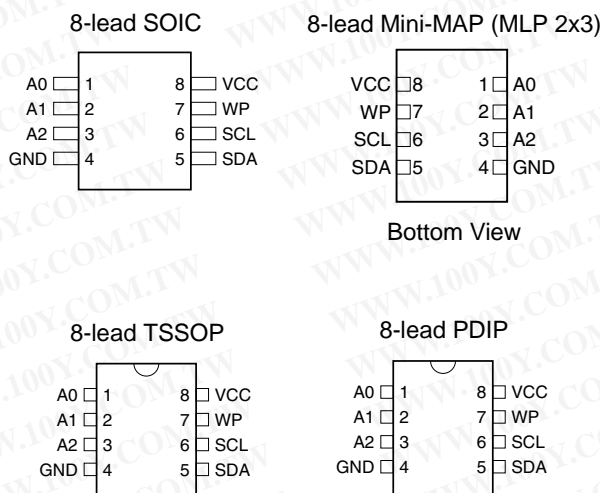 8-lead SOIC
A0 1 8 VCC
A1 2 7 WP
A2 3 6 SCL
GND 4 5 SDA
8-lead Mini-MAP (MLP 2x3)
VCC 8 1 A0
WP 7 2 A1
SCL 6 3 A2
SDA 5 4 GND
Bottom View
8-lead TSSOP
A0 1 8 VCC
A1 2 7 WP
A2 3 6 SCL
GND 4 5 SDA
8-lead PDIP
A0 1 8 VCC
A1 2 7 WP
A2 3 6 SCL
GND 4 5 SDA
WWW.100Y.COM.TW